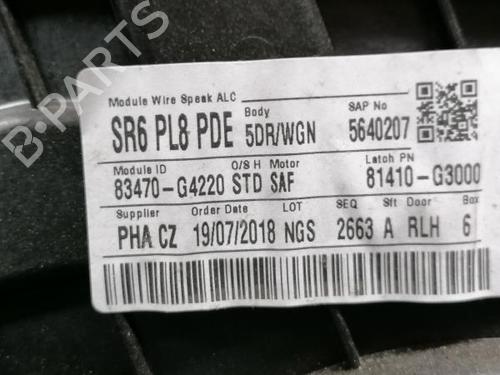 Module Wire Speak ALC
Body
SAP No
SR6 PL8 PDE
5DR/WGN
5640207
Module ID
O/S H
Motor
Latch PN
83470-G4220
STD
SAF
81410-G3000
Supplier
Order Date
LOT
SEQ
Sft
Door
Box
PHA CZ
19/07/2018
NGS
2663
A
RLH
6
B-PARTS